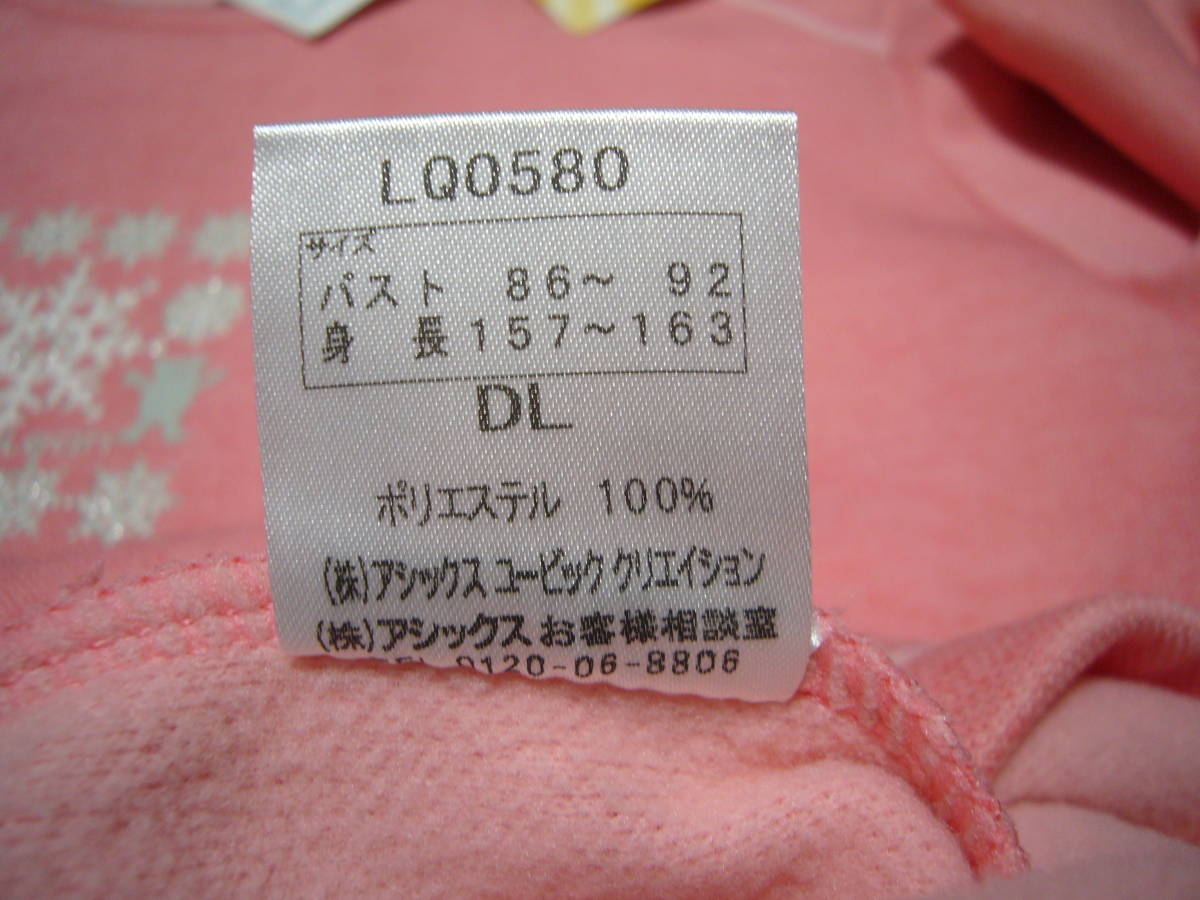 LQ0580
サイズ
バスト 86～ 92
身 長157～163
DL
ポリエステル 100%
(株)アシックス ユービック クリエイション
(株)アシックスお客様相談室
0120-06-8806